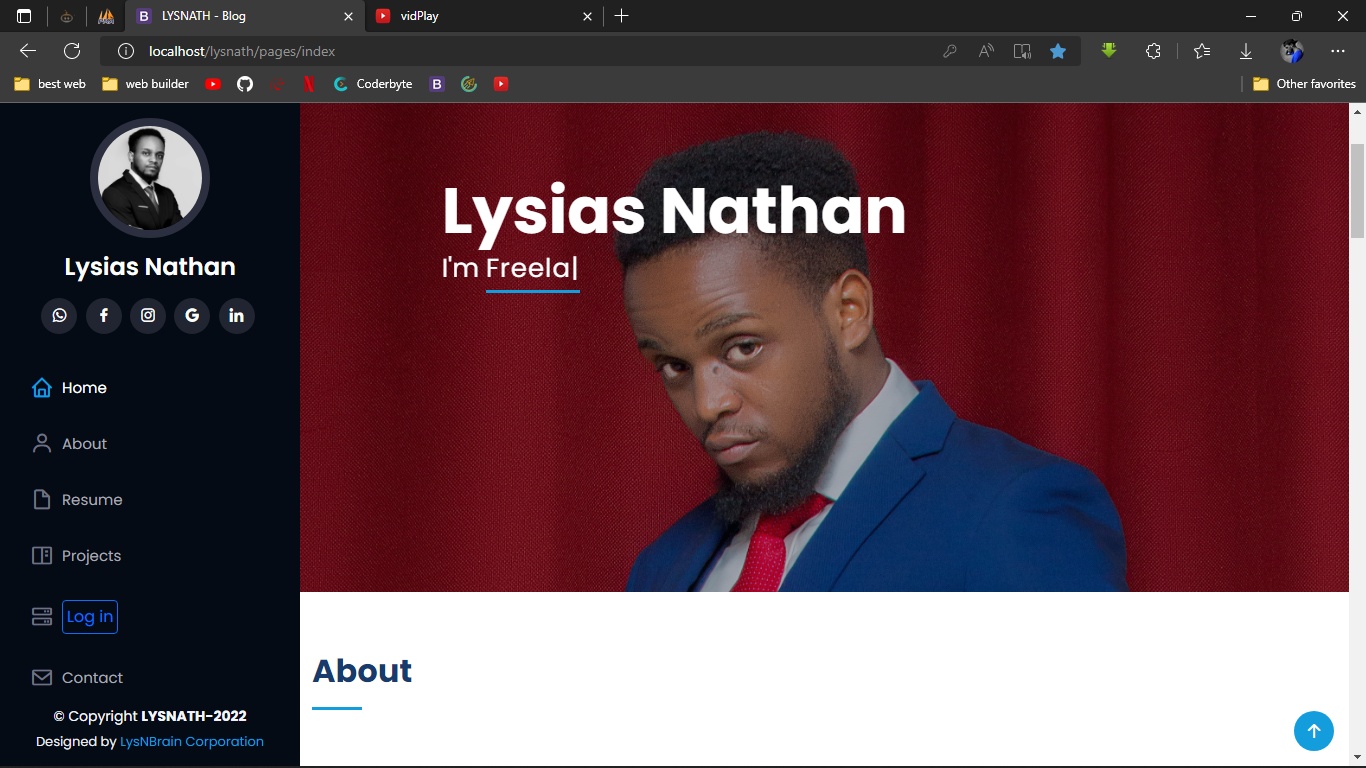 LYSNATH - Blog
vidPlay
localhost/lysnath/pages/index
best web
web builder
Coderbyte
Other favorites
Lysias Nathan
Home
About
Resume
Projects
Log in
Contact
© Copyright LYSNATH-2022
Designed by LysNBrain Corporation
Lysias Nathan
I'm Freela|
About